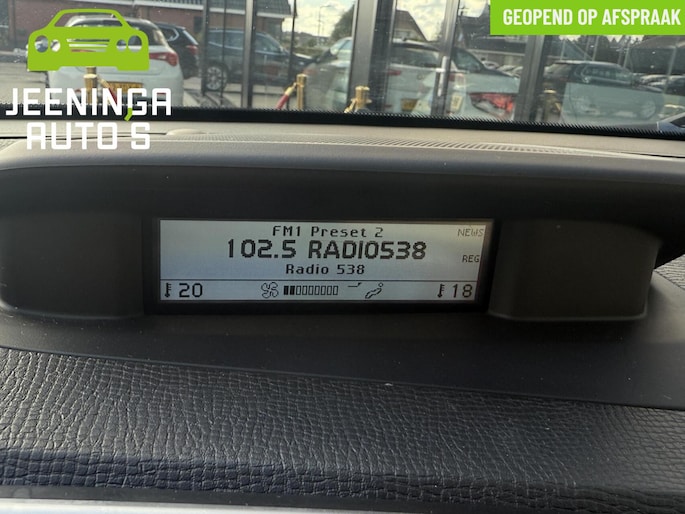 GEOPEND OP AFSPRAAK
JEENINGA
AUTO'S
FM1 Preset 2
NEWS
102.5 RADIO538
REG
Radio 538
20
18